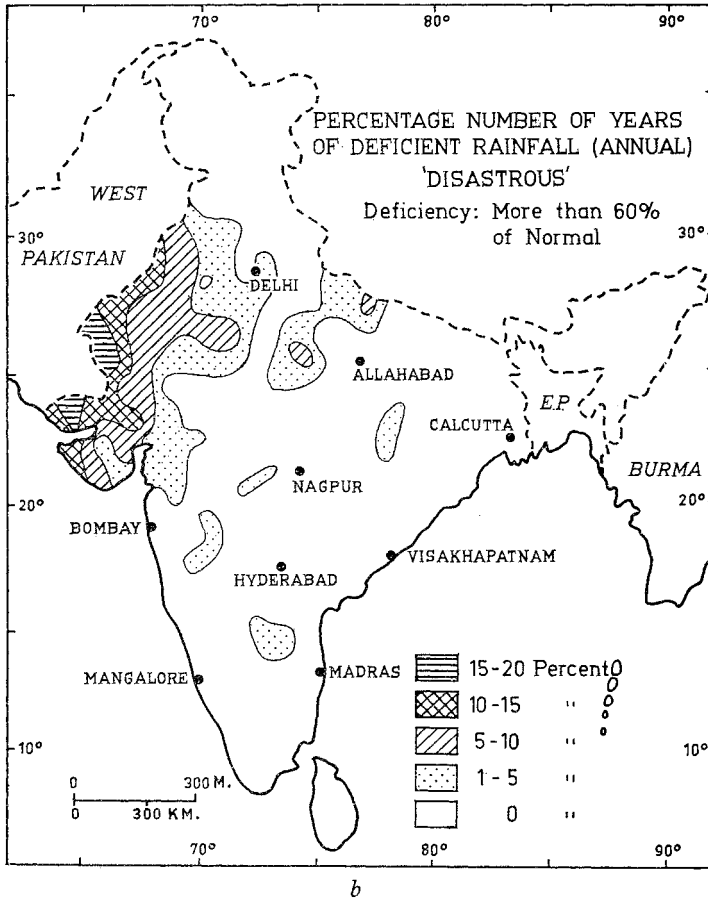 70°
80°
90°
PERCENTAGE NUMBER OF YEARS
OF DEFICIENT RAINFALL (ANNUAL)
'DISASTROUS'
Deficiency: More than 60%
of Normal
WEST
PAKISTAN
30°
30°
DELHI
ALLAHABAD
E.P.
CALCUTTA
BURMA
NAGPUR
20°
20°
BOMBAY
VISAKHAPATNAM
HYDERABAD
MANGALORE
MADRAS
15-20 Percent
10-15 "
5-10 "
1-5 "
0 "
10°
10°
0 300 M.
0 300 KM.
70°
80°
90°
b